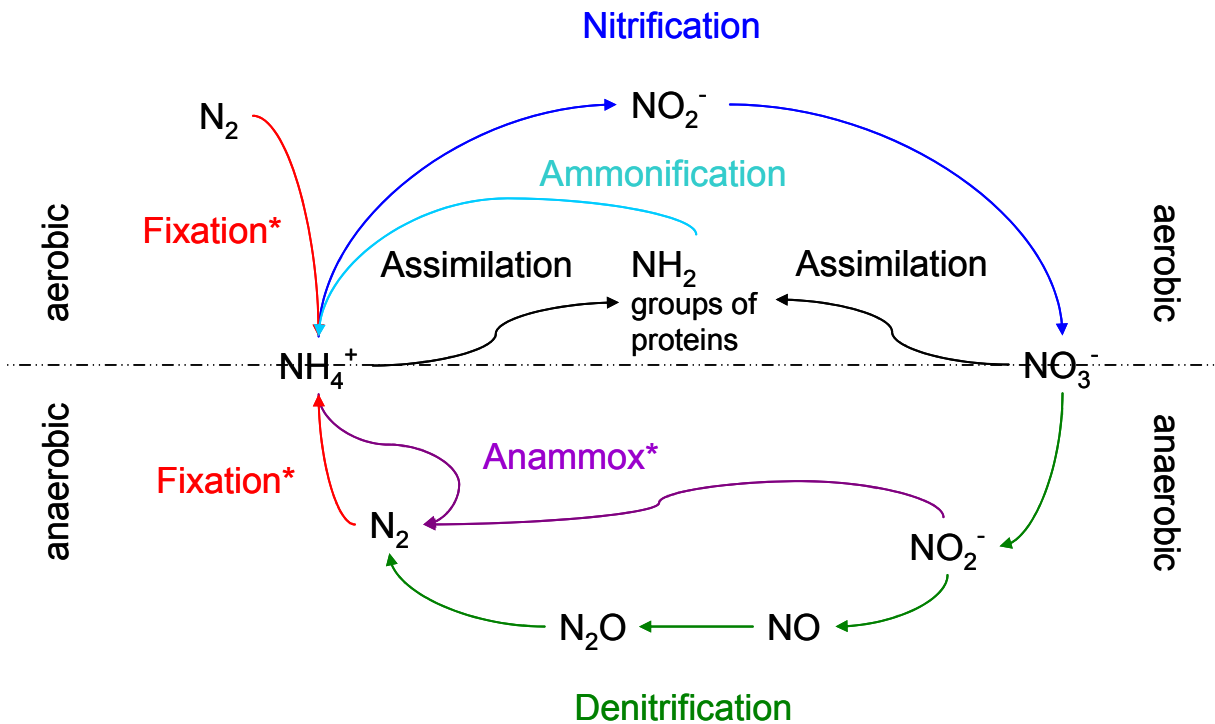 Nitrification
N₂
NO₂⁻
Ammonification
aerobic
Fixation*
aerobic
Assimilation
NH₂
groups of
proteins
Assimilation
NH₄⁺
NO₃⁻
anaerobic
Fixation*
Anammox*
anaerobic
N₂
NO₂⁻
N₂O
NO
Denitrification